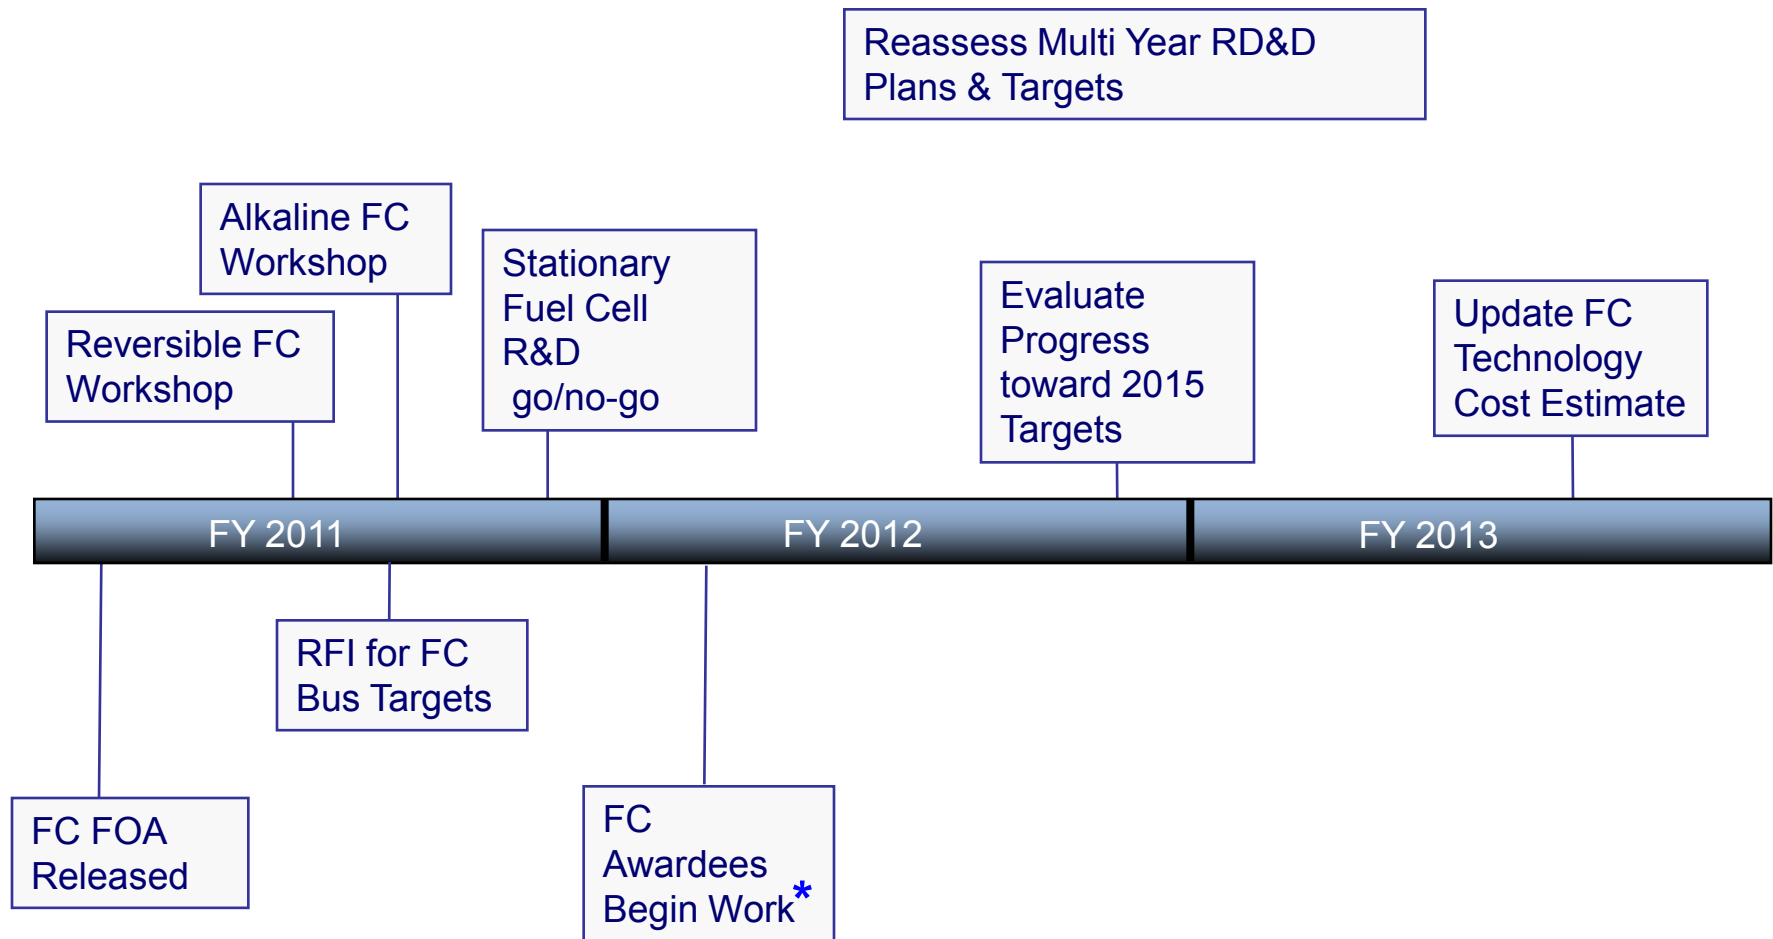 Reassess Multi Year RD&D
Plans & Targets
Alkaline FC
Workshop
Reversible FC
Workshop
Stationary
Fuel Cell
R&D
go/no-go
Evaluate
Progress
toward 2015
Targets
Update FC
Technology
Cost Estimate
FY 2011
FY 2012
FY 2013
RFI for FC
Bus Targets
FC FOA
Released
FC
Awardees
Begin Work*